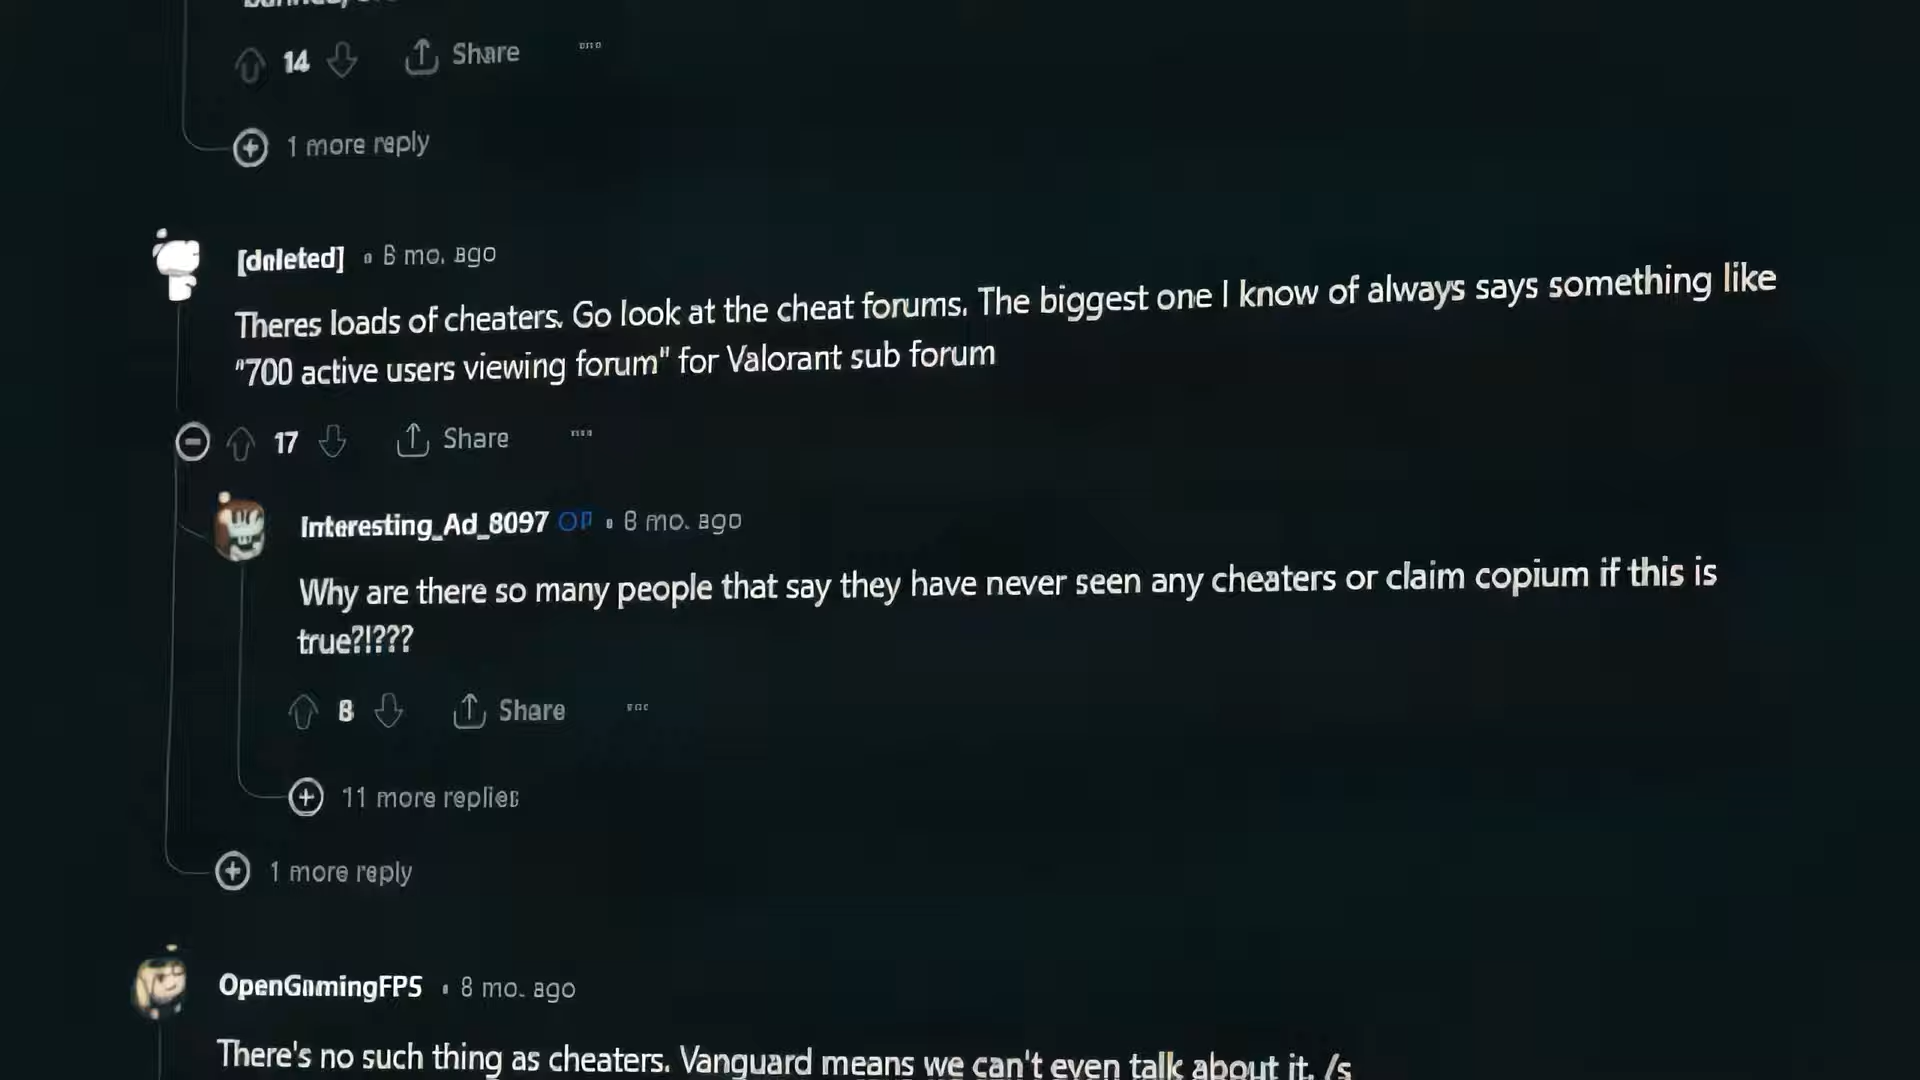 14 Share
1 more reply
[deleted] • 8 mo. ago
Theres loads of cheaters. Go look at the cheat forums. The biggest one I know of always says something like
"700 active users viewing forum" for Valorant sub forum
17 Share
Interesting_Ad_8097 OP • 8 mo. ago
Why are there so many people that say they have never seen any cheaters or claim copium if this is
true?!???
8 Share
11 more replies
1 more reply
OpenGamingFPS • 8 mo. ago
There's no such thing as cheaters. Vanguard means we can't even talk about it. /s